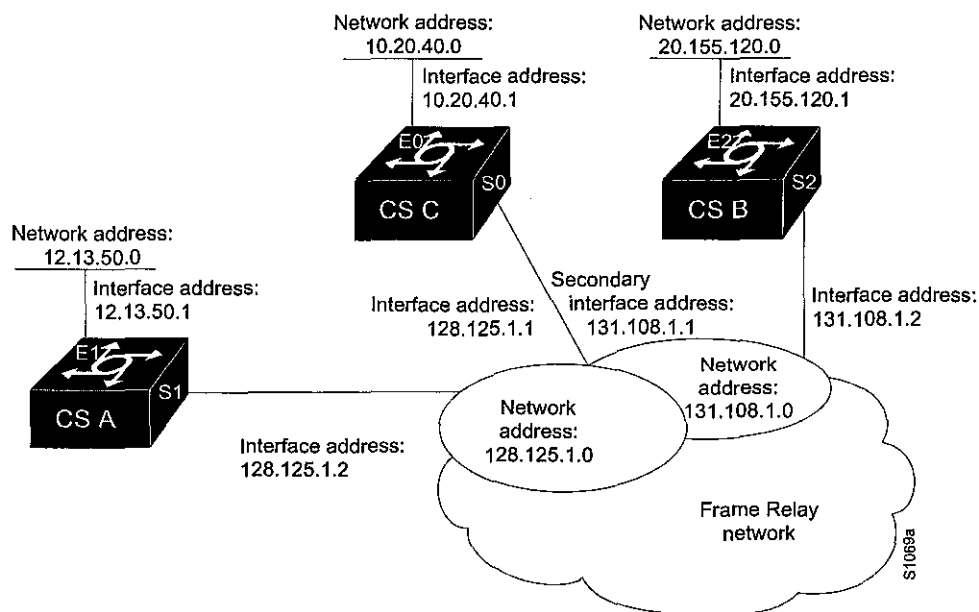 Network address:
10.20.40.0
Interface address:
10.20.40.1
E0
S0
CS C
Network address:
20.155.120.0
Interface address:
20.155.120.1
E2
S2
CS B
Network address:
12.13.50.0
Interface address:
12.13.50.1
E1
S1
CS A
Interface address:
128.125.1.1
Secondary
interface address:
131.108.1.1
Interface address:
131.108.1.2
Interface address:
128.125.1.2
Network
address:
128.125.1.0
Network
address:
131.108.1.0
Frame Relay
network
S1069a